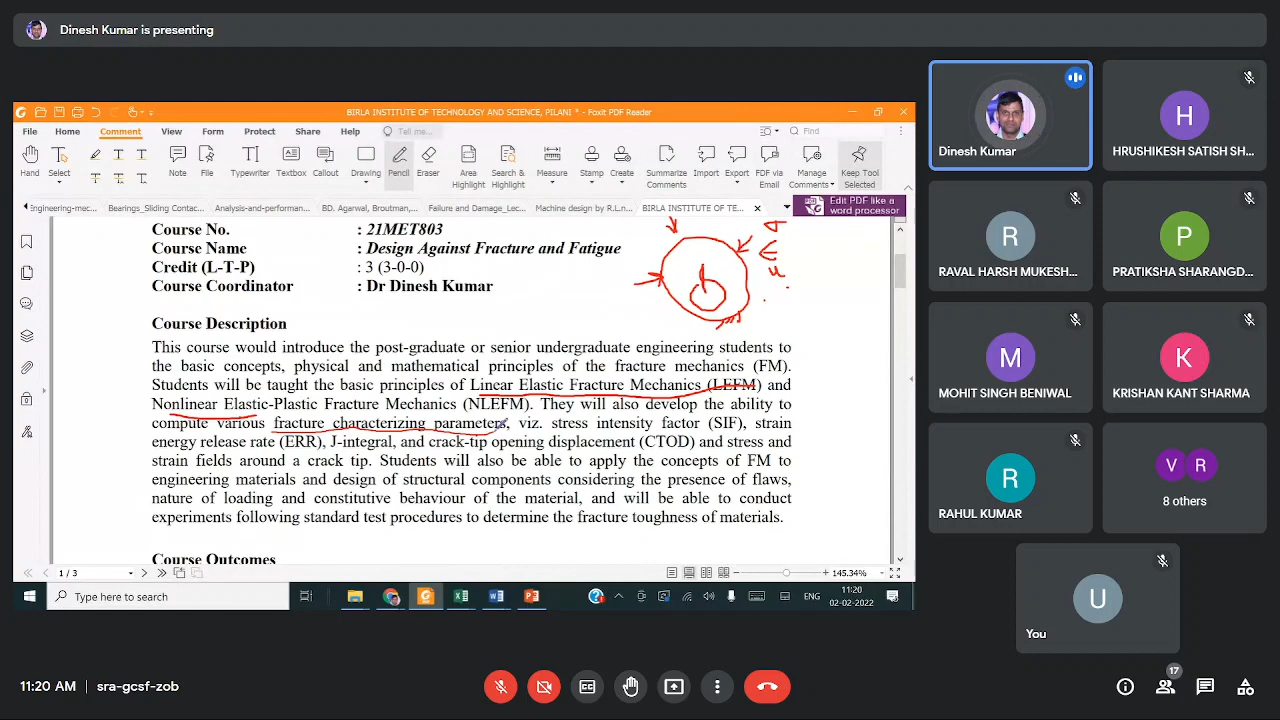 Dinesh Kumar is presenting
BIRLA INSTITUTE OF TECHNOLOGY AND SCIENCE, PILANI * - Foxit PDF Reader
File Home Comment View Form Protect Share Help Tell me... Find
Hand Select Note File Typewriter Textbox Callout Drawing Pencil Eraser Area Highlight Search & Highlight Measure Stamp Create Summarize Comments Import Export FDF via Email Manage Comments Keep Tool Selected
Engineering-mec... Bearings_Sliding Contac... Analysis-and-performan... BD. Agarwal, Broutman,... Failure and Damage_Lec... Machine design by R.L.n... BIRLA INSTITUTE OF TE... Edit PDF like a word processor
Course No. : 21MET803
Course Name : Design Against Fracture and Fatigue
Credit (L-T-P) : 3 (3-0-0)
Course Coordinator : Dr Dinesh Kumar
Course Description
This course would introduce the post-graduate or senior undergraduate engineering students to
the basic concepts, physical and mathematical principles of the fracture mechanics (FM).
Students will be taught the basic principles of Linear Elastic Fracture Mechanics (LEFM) and
Nonlinear Elastic-Plastic Fracture Mechanics (NLEFM). They will also develop the ability to
compute various fracture characterizing parameters, viz. stress intensity factor (SIF), strain
energy release rate (ERR), J-integral, and crack-tip opening displacement (CTOD) and stress and
strain fields around a crack tip. Students will also be able to apply the concepts of FM to
engineering materials and design of structural components considering the presence of flaws,
nature of loading and constitutive behaviour of the material, and will be able to conduct
experiments following standard test procedures to determine the fracture toughness of materials.
Course Outcomes
1 / 3 145.34%
Type here to search ENG 11:20
02-02-2022
Dinesh Kumar
H
HRUSHIKESH SATISH SH...
R
RAVAL HARSH MUKESH...
P
PRATIKSHA SHARANGD...
M
MOHIT SINGH BENIWAL
K
KRISHAN KANT SHARMA
R
RAHUL KUMAR
V R
8 others
U
You
11:20 AM sra-gcsf-zob
17